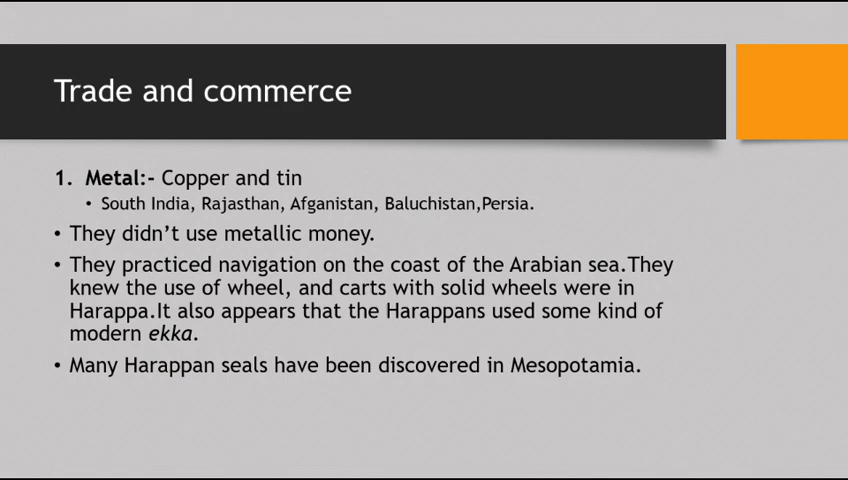 Trade and commerce
1. Metal:- Copper and tin
• South India, Rajasthan, Afganistan, Baluchistan,Persia.
• They didn't use metallic money.
• They practiced navigation on the coast of the Arabian sea.They
knew the use of wheel, and carts with solid wheels were in
Harappa.It also appears that the Harappans used some kind of
modern ekka.
• Many Harappan seals have been discovered in Mesopotamia.